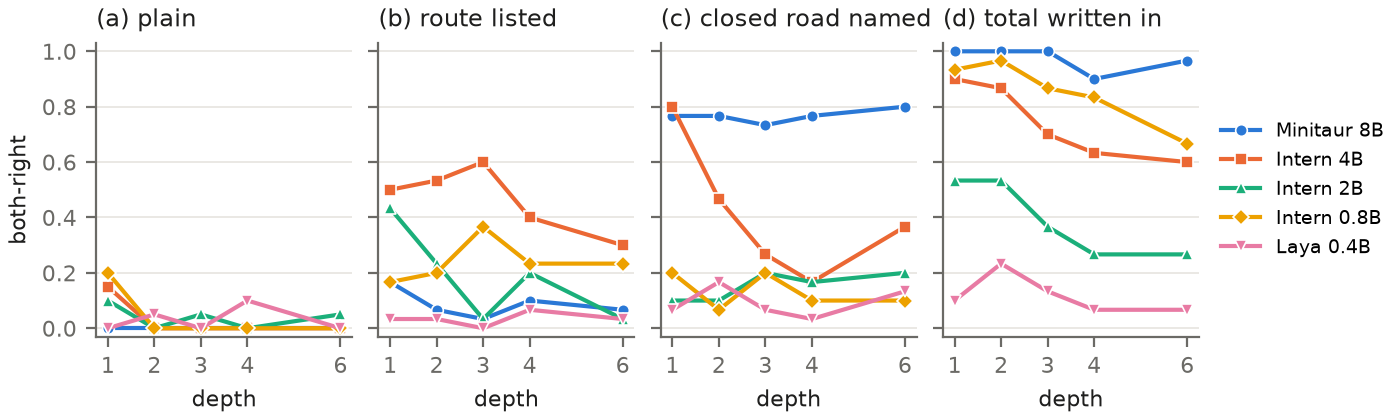 (a) plain
(b) route listed
(c) closed road named
(d) total written in
both-right
1.0
0.8
0.6
0.4
0.2
0.0
1 2 3 4 6
1 2 3 4 6
1 2 3 4 6
1 2 3 4 6
depth
depth
depth
depth
Minitaur 8B
Intern 4B
Intern 2B
Intern 0.8B
Laya 0.4B